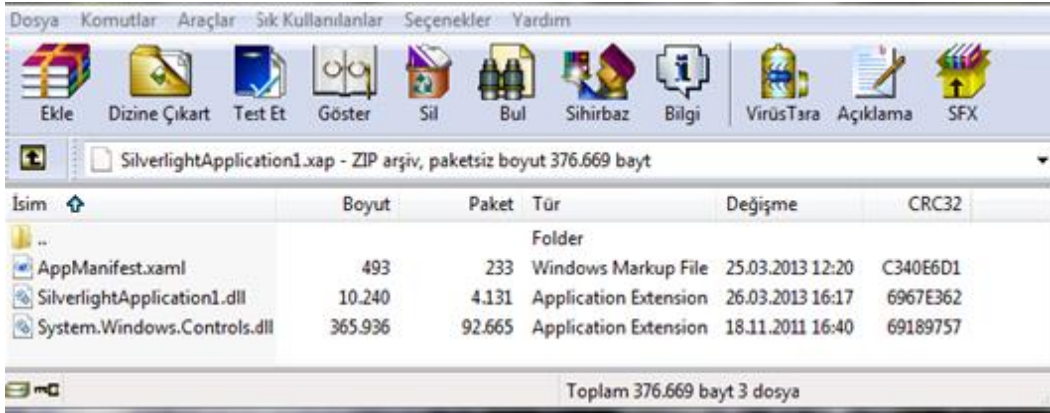 Dosya Komutlar Araçlar Sık Kullanılanlar Seçenekler Yardım
Ekle Dizine Çıkart Test Et Göster Sil Bul Sihirbaz Bilgi VirüsTara Açıklama SFX
SilverlightApplication1.xap - ZIP arşiv, paketsiz boyut 376.669 bayt
İsim Boyut Paket Tür Değişme CRC32
.. Folder
AppManifest.xaml 493 233 Windows Markup File 25.03.2013 12:20 C340E6D1
SilverlightApplication1.dll 10.240 4.131 Application Extension 26.03.2013 16:17 6967E362
System.Windows.Controls.dll 365.936 92.665 Application Extension 18.11.2011 16:40 69189757
Toplam 376.669 bayt 3 dosya